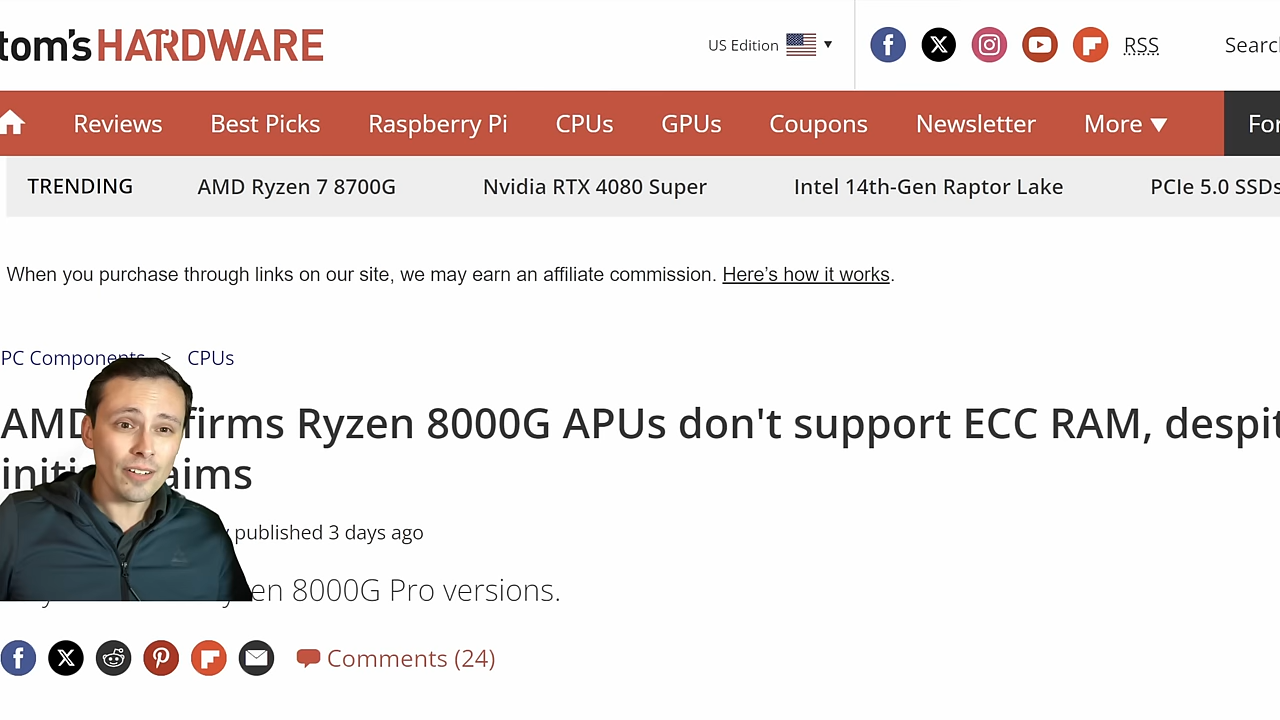 tom's HARDWARE
US Edition
RSS
Reviews
Best Picks
Raspberry Pi
CPUs
GPUs
Coupons
Newsletter
More
TRENDING
AMD Ryzen 7 8700G
Nvidia RTX 4080 Super
Intel 14th-Gen Raptor Lake
PCIe 5.0 SSDs
When you purchase through links on our site, we may earn an affiliate commission. Here's how it works.
PC Components > CPUs
AMD firms Ryzen 8000G APUs don't support ECC RAM, despit
initi aims
published 3 days ago
en 8000G Pro versions.
Comments (24)